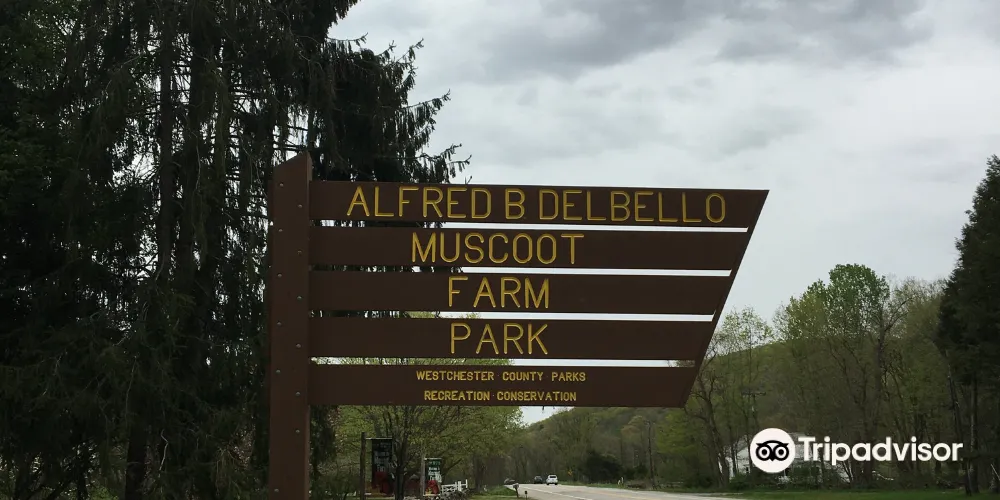 ALFRED B DELBELLO
MUSCOOT
FARM
PARK
WESTCHESTER COUNTY PARKS
RECREATION · CONSERVATION
Tripadvisor